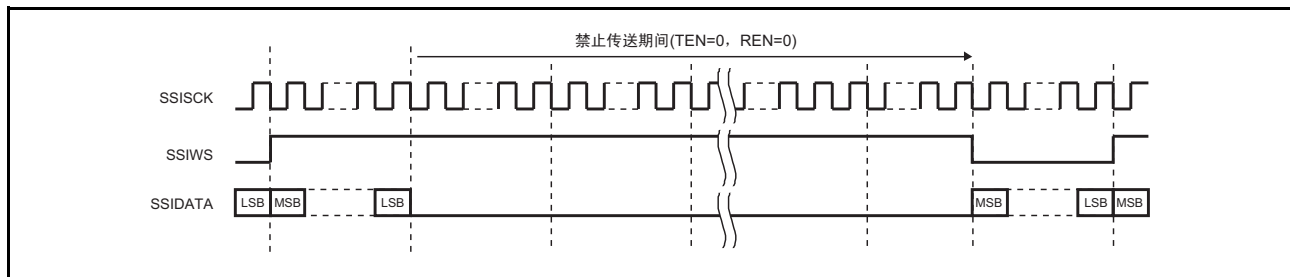 禁止传送期间(TEN=0，REN=0)
SSISCK
SSIWS
SSIDATA LSB MSB LSB MSB LSB MSB